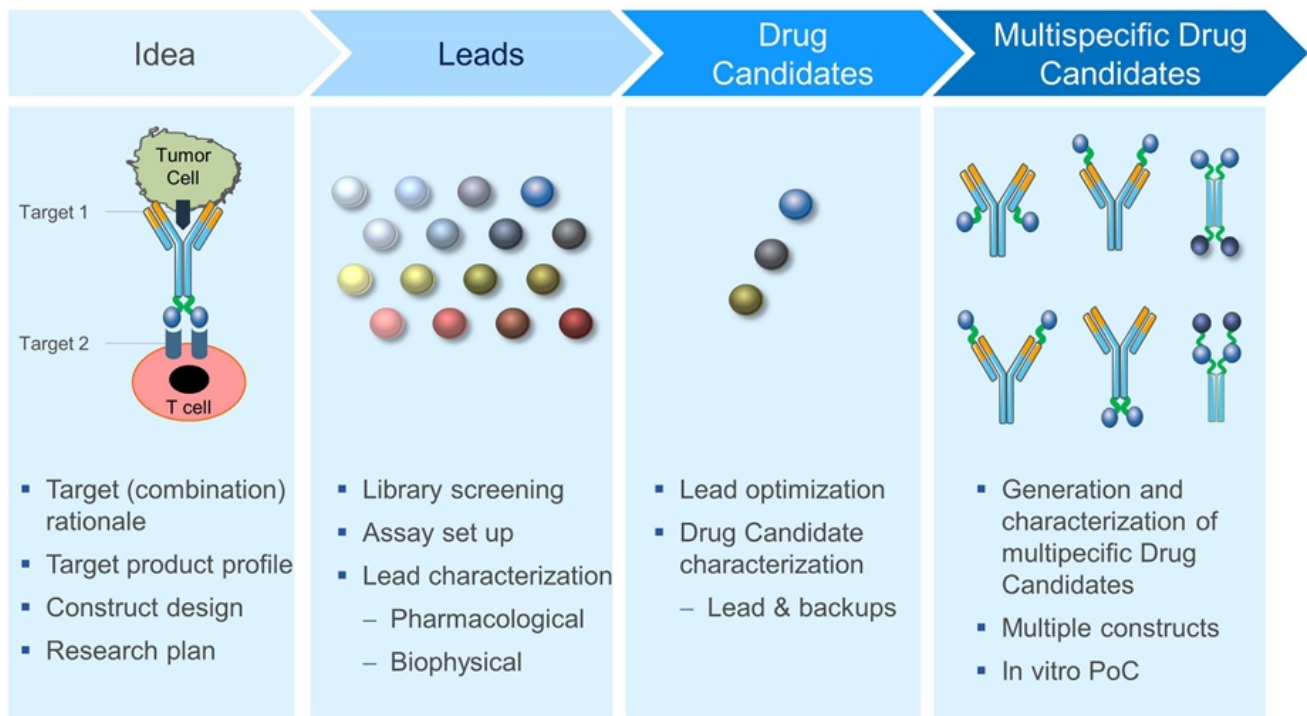 Idea
Leads
Drug
Candidates
Multispecific Drug
Candidates
Tumor
Cell
Target 1
Target 2
T cell
▪ Target (combination)
rationale
▪ Target product profile
▪ Construct design
▪ Research plan
▪ Library screening
▪ Assay set up
▪ Lead characterization
– Pharmacological
– Biophysical
▪ Lead optimization
▪ Drug Candidate
characterization
– Lead & backups
▪ Generation and
characterization of
multipecific Drug
Candidates
▪ Multiple constructs
▪ In vitro PoC